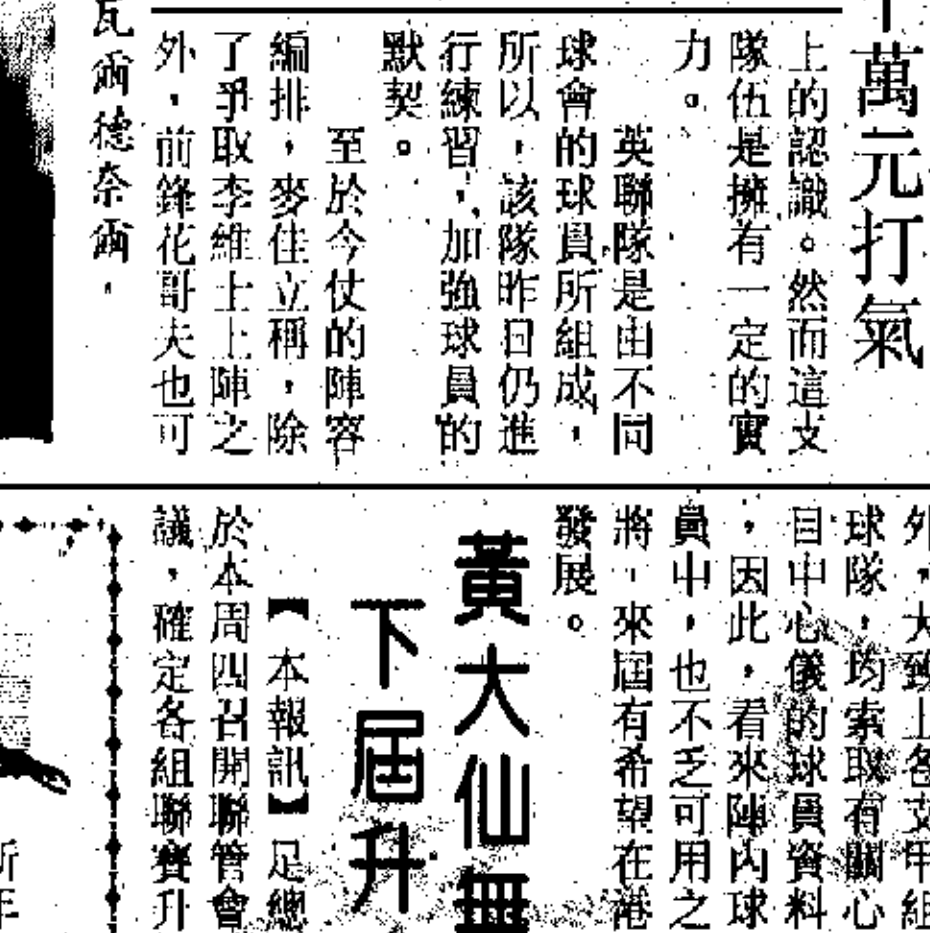 十萬元打氣
上的認識。然而這支
隊伍是擁有一定的實
力。
英聯隊是由不同
球會的球員所組成，
所以，該隊昨日仍進
行練習，加強球員的
默契。
至於今仗的陣容
編排，麥佳立稱，除
了爭取李維士上陣之
外，前鋒花哥夫也可
瓦爾德奈爾，
外，大致上各支甲組
球隊，均索取有關心
目中心儀的球員資料
，因此，看來陣內球
員中，也不乏可用之
將，來屆有希望在港
發展。
黃大仙無
下屆升
【本報訊】足總
於本周四召開聯管會
議，確定各組聯賽升